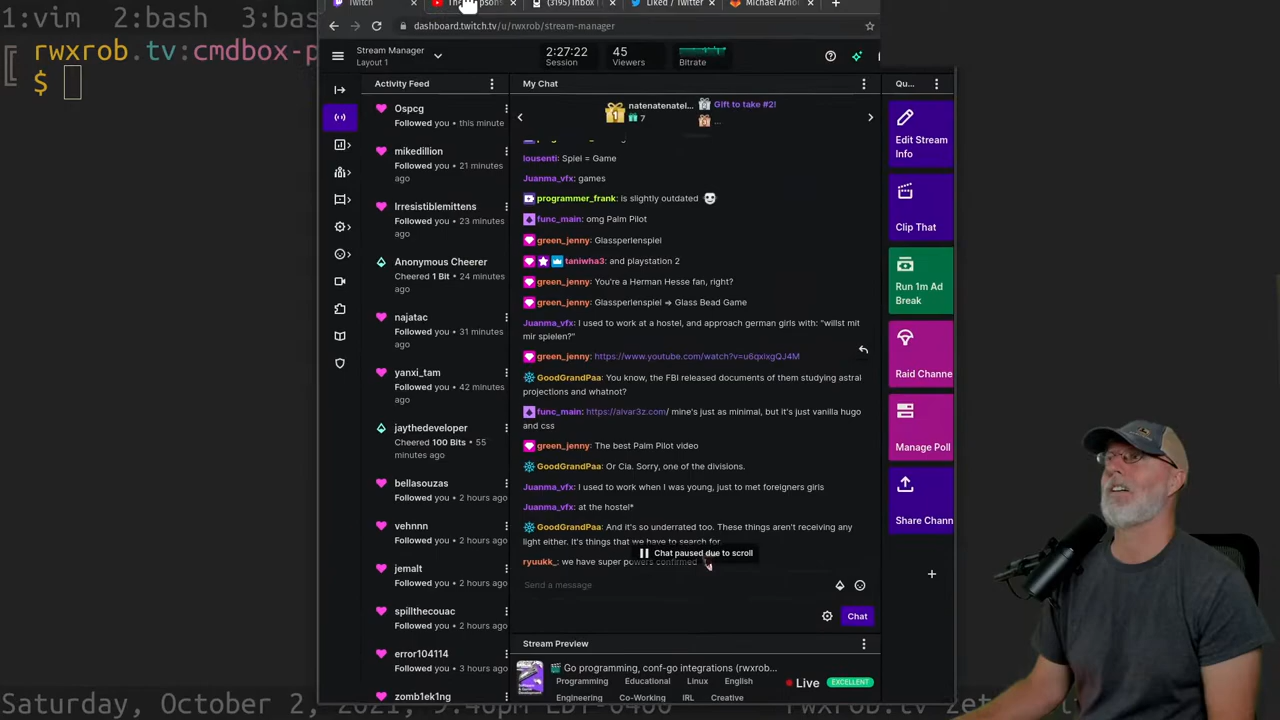 1:vim 2:bash 3:bas
rwxrob.tv:cmdbox-p
$
Twitch
(3195) Inbox (
Liked / Twitter
Michael Arno
dashboard.twitch.tv/u/rwxrob/stream-manager
Stream Manager
Layout 1
2:27:22
Session
45
Viewers
Bitrate
Activity Feed
Ospcg
Followed you • this minute
mikedillion
Followed you • 21 minutes
ago
Irresistiblemittens
Followed you • 23 minutes
ago
Anonymous Cheerer
Cheered 1 Bit • 24 minutes
ago
najatac
Followed you • 31 minutes
ago
yanxi_tam
Followed you • 42 minutes
ago
jaythedeveloper
Cheered 100 Bits • 55
minutes ago
bellasouzas
Followed you • 2 hours ago
vehnnn
Followed you • 2 hours ago
jemalt
Followed you • 2 hours ago
spillthecouac
Followed you • 2 hours ago
error104114
Followed you • 3 hours ago
zomb1ek1ng
My Chat
natenatenatel...
7
Gift to take #2!
...
lousenti: Spiel = Game
Juanma_vfx: games
programmer_frank: is slightly outdated
func_main: omg Palm Pilot
green_jenny: Glassperlenspiel
taniwha3: and playstation 2
green_jenny: You're a Herman Hesse fan, right?
green_jenny: Glassperlenspiel => Glass Bead Game
Juanma_vfx: I used to work at a hostel, and approach german girls with: "willst mit
mir spielen?"
green_jenny: https://www.youtube.com/watch?v=u6qxixgQJ4M
GoodGrandPaa: You know, the FBI released documents of them studying astral
projections and whatnot?
func_main: https://alvar3z.com/ mine's just as minimal, but it's just vanilla hugo
and css
green_jenny: The best Palm Pilot video
GoodGrandPaa: Or Cia. Sorry, one of the divisions.
Juanma_vfx: I used to work when I was young, just to met foreigners girls
Juanma_vfx: at the hostel*
GoodGrandPaa: And it's so underrated too. These things aren't receiving any
light either. It's things that we have to search for.
Chat paused due to scroll
ryuukk_: we have super powers confirmed
Send a message
Chat
Stream Preview
Go programming, conf-go integrations (rwxrob...
Programming Educational Linux English
Engineering Co-Working IRL Creative
Live EXCELLENT
Qu...
Edit Stream
Info
Clip That
Run 1m Ad
Break
Raid Channe
Manage Poll
Share Chann
Saturday, October 2, 2021,
rwxrob.tv